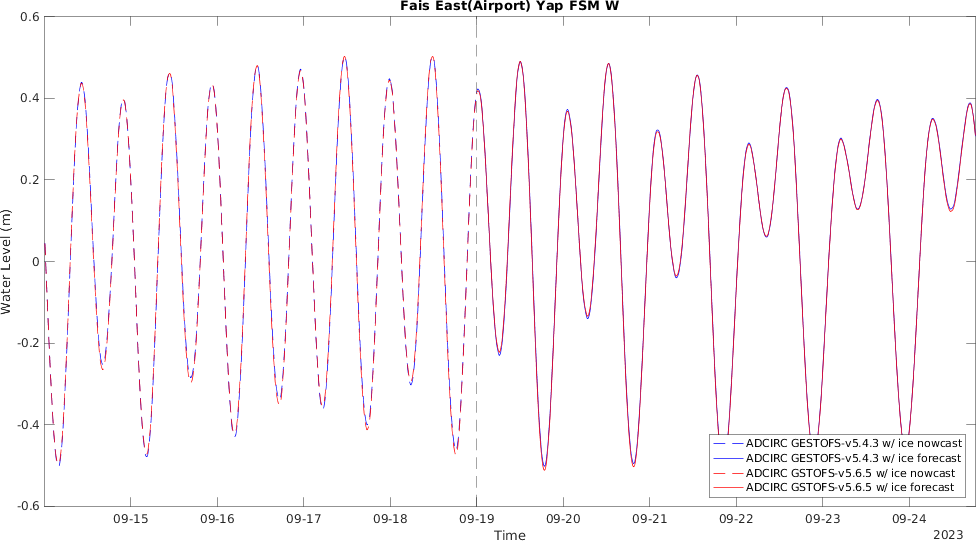 Fais East(Airport) Yap FSM W
0.6
0.4
0.2
0
-0.2
-0.4
-0.6
Water Level (m)
ADCIRC GESTOFS-v5.4.3 w/ ice nowcast
ADCIRC GESTOFS-v5.4.3 w/ ice forecast
ADCIRC GSTOFS-v5.6.5 w/ ice nowcast
ADCIRC GSTOFS-v5.6.5 w/ ice forecast
09-15 09-16 09-17 09-18 09-19 09-20 09-21 09-22 09-23 09-24
Time
2023